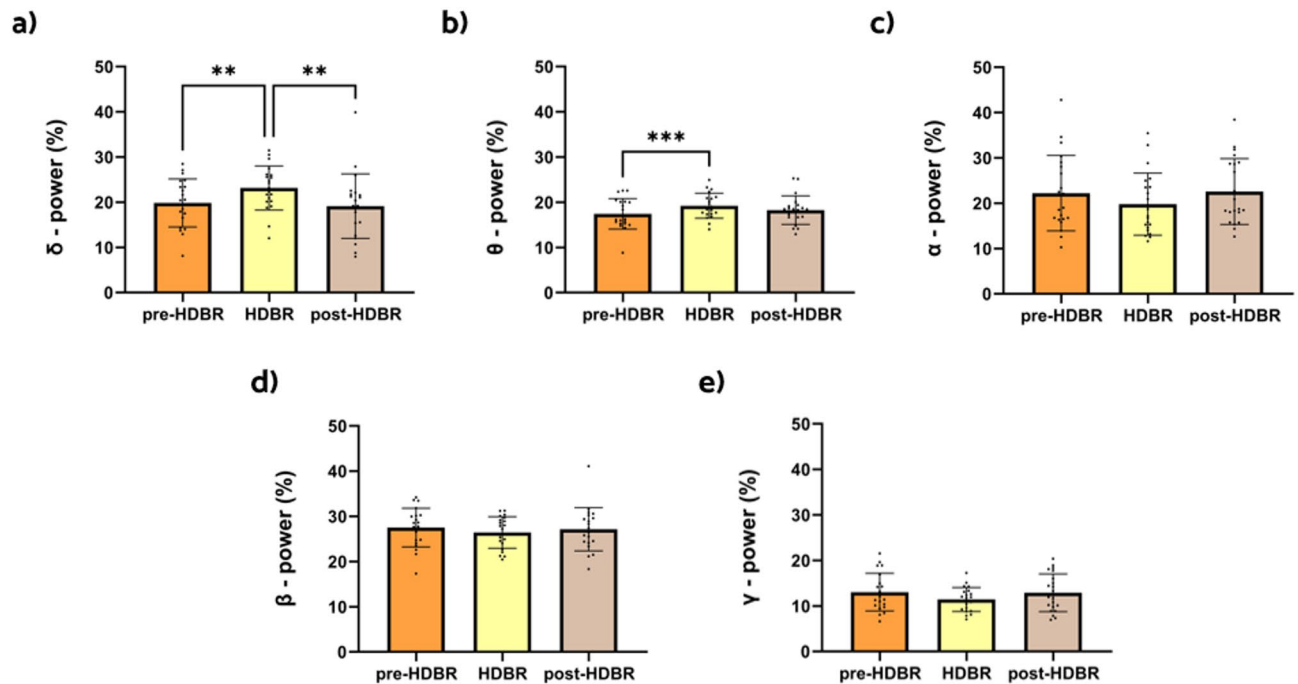 a)
δ - power (%)
50
40
30
20
10
0
**
**
pre-HDBR HDBR post-HDBR
b)
θ - power (%)
50
40
30
20
10
0
***
pre-HDBR HDBR post-HDBR
c)
α - power (%)
50
40
30
20
10
0
pre-HDBR HDBR post-HDBR
d)
β - power (%)
50
40
30
20
10
0
pre-HDBR HDBR post-HDBR
e)
γ - power (%)
50
40
30
20
10
0
pre-HDBR HDBR post-HDBR